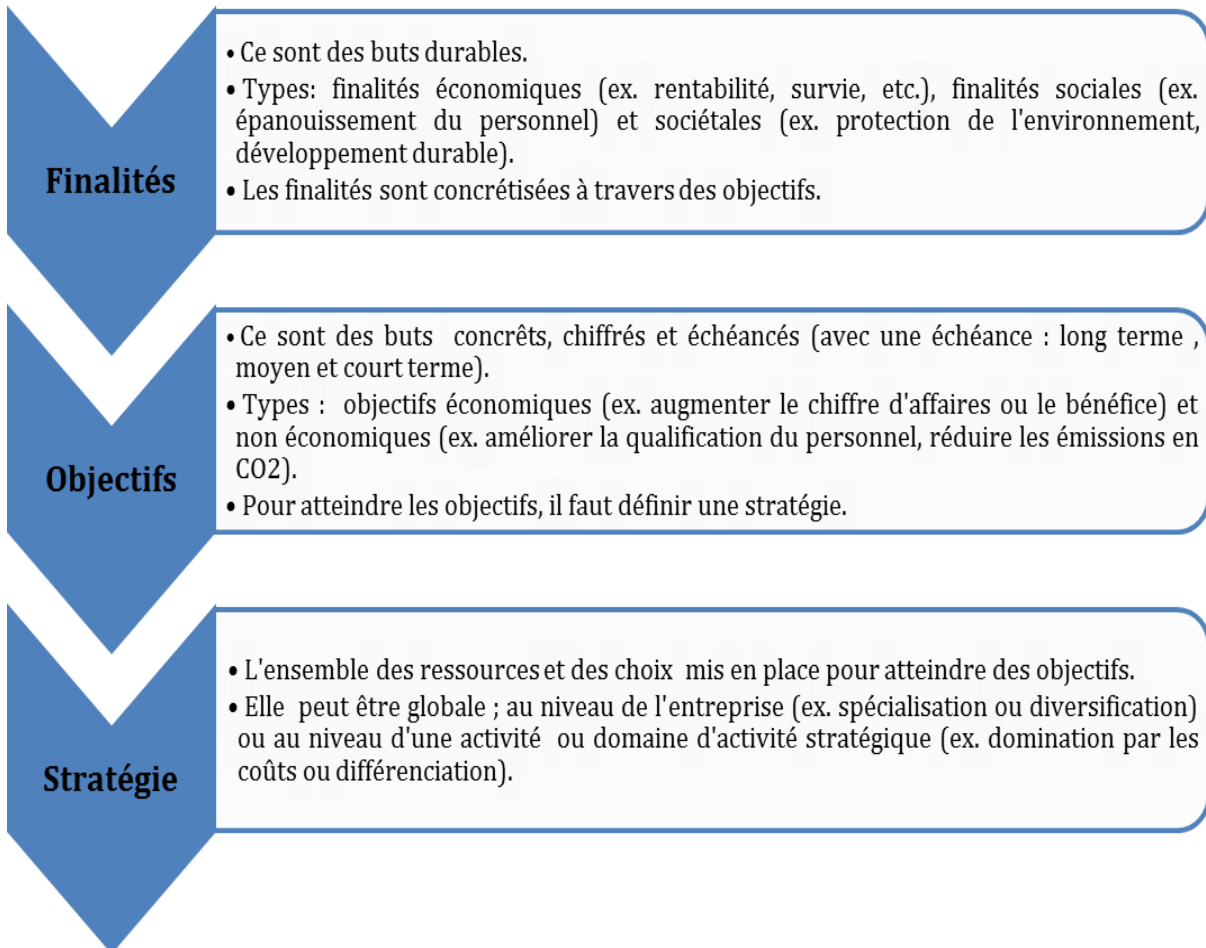 Finalités
• Ce sont des buts durables.
• Types: finalités économiques (ex. rentabilité, survie, etc.), finalités sociales (ex.
épanouissement du personnel) et sociétales (ex. protection de l'environnement,
développement durable).
• Les finalités sont concrétisées à travers des objectifs.
Objectifs
• Ce sont des buts concrêts, chiffrés et échéancés (avec une échéance : long terme ,
moyen et court terme).
• Types : objectifs économiques (ex. augmenter le chiffre d'affaires ou le bénéfice) et
non économiques (ex. améliorer la qualification du personnel, réduire les émissions en
CO2).
• Pour atteindre les objectifs, il faut définir une stratégie.
Stratégie
• L'ensemble des ressources et des choix mis en place pour atteindre des objectifs.
• Elle peut être globale ; au niveau de l'entreprise (ex. spécialisation ou diversification)
ou au niveau d'une activité ou domaine d'activité stratégique (ex. domination par les
coûts ou différenciation).